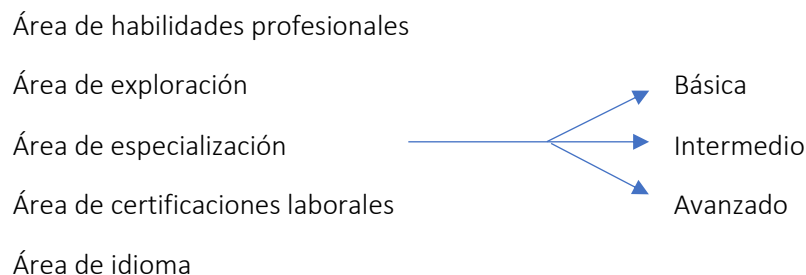 Área de habilidades profesionales
Área de exploración
Básica
Área de especialización
Intermedio
Área de certificaciones laborales
Avanzado
Área de idioma